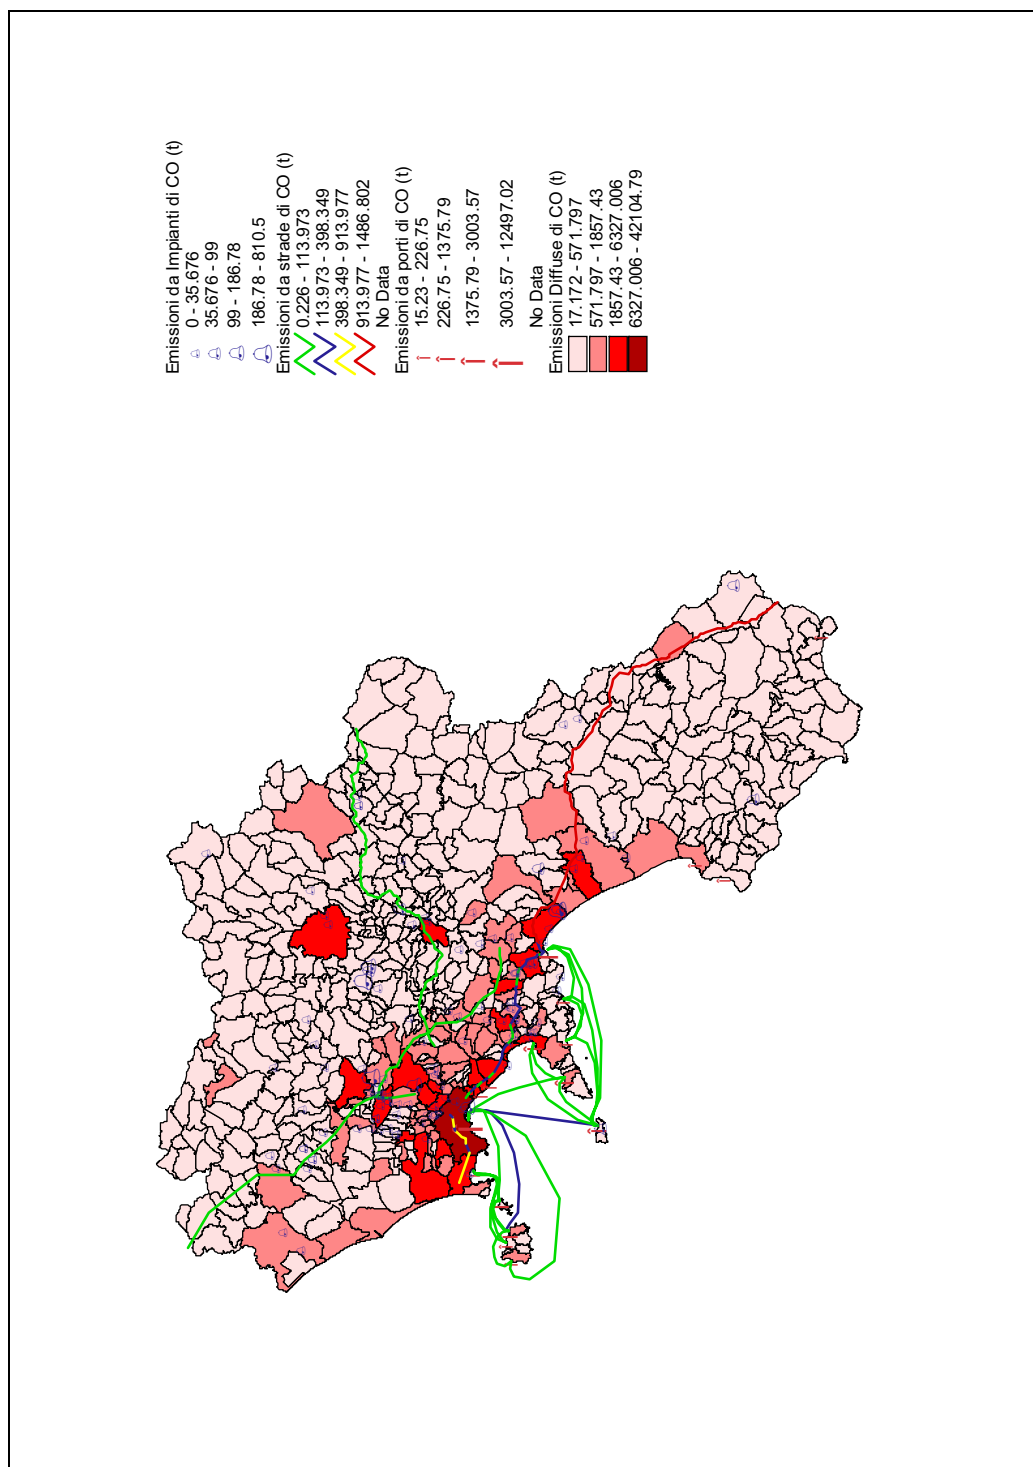 Emissioni da Impianti di CO (t)
0 - 35.676
35.676 - 99
99 - 186.78
186.78 - 810.5
Emissioni da strade di CO (t)
0.226 - 113.973
113.973 - 398.349
398.349 - 913.977
913.977 - 1486.802
No Data
Emissioni da porti di CO (t)
15.23 - 226.75
226.75 - 1375.79
1375.79 - 3003.57
3003.57 - 12497.02
No Data
Emissioni Diffuse di CO (t)
17.172 - 571.797
571.797 - 1857.43
1857.43 - 6327.006
6327.006 - 42104.79